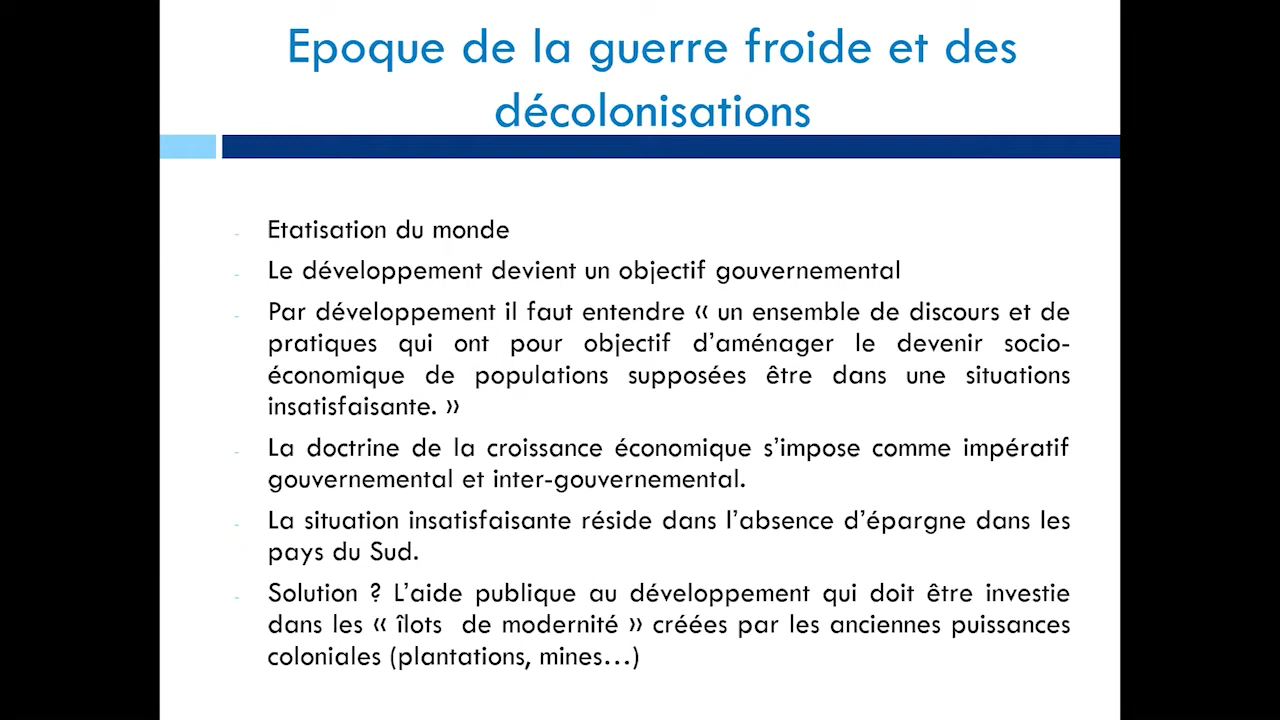 Epoque de la guerre froide et des
décolonisations
- Etatisation du monde
- Le développement devient un objectif gouvernemental
- Par développement il faut entendre « un ensemble de discours et de
pratiques qui ont pour objectif d’aménager le devenir socio-
économique de populations supposées être dans une situations
insatisfaisante. »
- La doctrine de la croissance économique s’impose comme impératif
gouvernemental et inter-gouvernemental.
- La situation insatisfaisante réside dans l’absence d’épargne dans les
pays du Sud.
- Solution ? L’aide publique au développement qui doit être investie
dans les « îlots de modernité » créées par les anciennes puissances
coloniales (plantations, mines…)